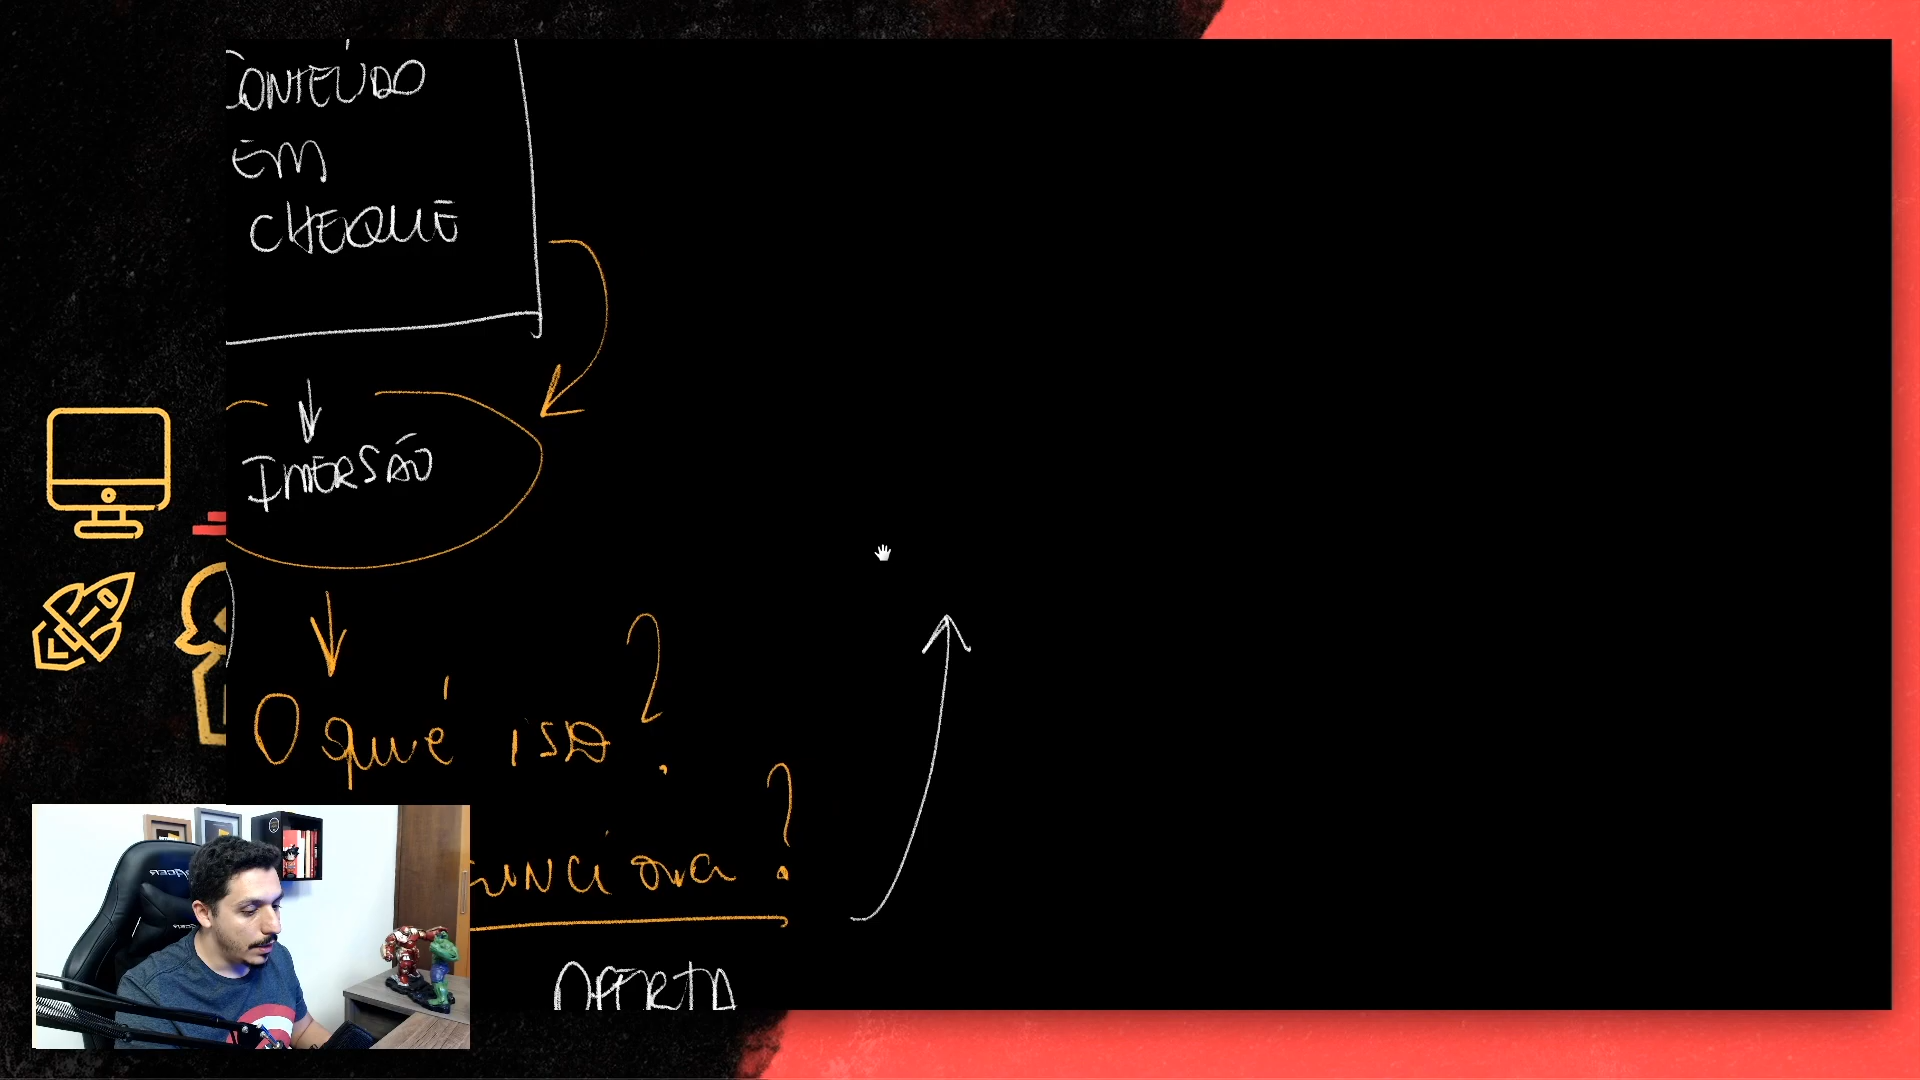 CONTEÚDO
EM
CHEQUE
IMERSÃO
O que é isso?
funciona?
OFERTA